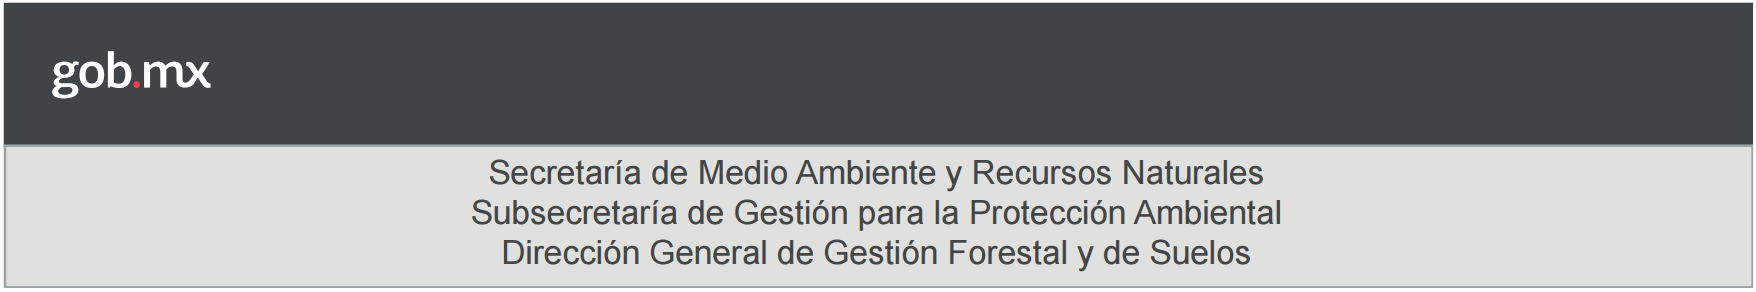 gob.mx
Secretaría de Medio Ambiente y Recursos Naturales
Subsecretaría de Gestión para la Protección Ambiental
Dirección General de Gestión Forestal y de Suelos